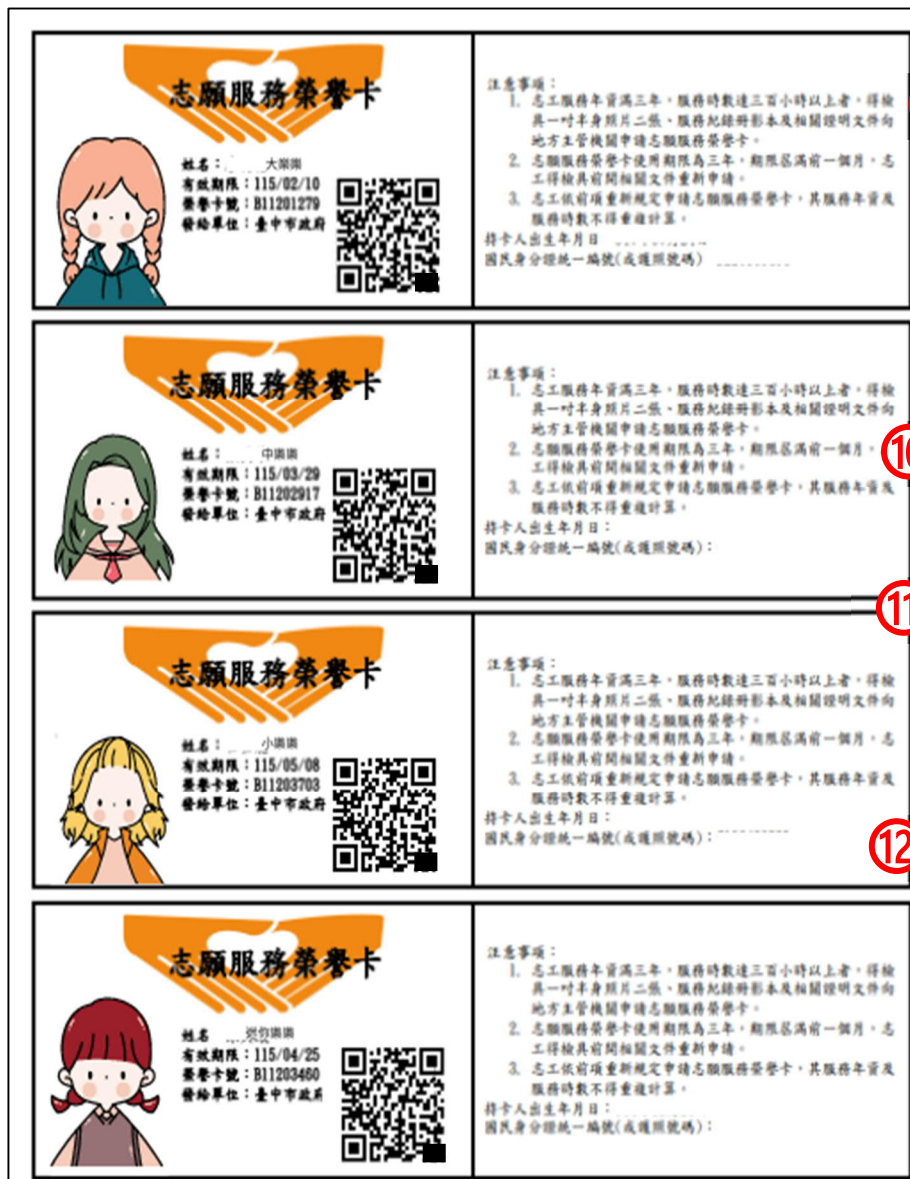 志願服務榮譽卡
姓名：大樂樂
有效期限：115/02/10
榮譽卡號：B11201279
發給單位：臺中市政府
注意事項：
1. 志工服務年資滿三年，服務時數達三百小時以上者，得檢
具一吋半身照片二張、服務紀錄冊影本及相關證明文件向
地方主管機關申請志願服務榮譽卡。
2. 志願服務榮譽卡使用期限為三年，期限屆滿前一個月，志
工得檢具前開相關文件重新申請。
3. 志工依前項重新規定申請志願服務榮譽卡，其服務年資及
服務時數不得重複計算。
持卡人出生年月日
國民身分證統一編號(或護照號碼)
志願服務榮譽卡
姓名：中樂樂
有效期限：115/03/29
榮譽卡號：B11202917
發給單位：臺中市政府
注意事項：
1. 志工服務年資滿三年，服務時數達三百小時以上者，得檢
具一吋半身照片二張、服務紀錄冊影本及相關證明文件向
地方主管機關申請志願服務榮譽卡。
2. 志願服務榮譽卡使用期限為三年，期限屆滿前一個月，
工得檢具前開相關文件重新申請。
3. 志工依前項重新規定申請志願服務榮譽卡，其服務年資及
服務時數不得重複計算。
持卡人出生年月日：
國民身分證統一編號(或護照號碼)：
⑩
⑪
志願服務榮譽卡
姓名：小樂樂
有效期限：115/05/08
榮譽卡號：B11203703
發給單位：臺中市政府
注意事項：
1. 志工服務年資滿三年，服務時數達三百小時以上者，得檢
具一吋半身照片二張、服務紀錄冊影本及相關證明文件向
地方主管機關申請志願服務榮譽卡。
2. 志願服務榮譽卡使用期限為三年，期限屆滿前一個月，志
工得檢具前開相關文件重新申請。
3. 志工依前項重新規定申請志願服務榮譽卡，其服務年資及
服務時數不得重複計算。
持卡人出生年月日：
國民身分證統一編號(或護照號碼)：
⑫
志願服務榮譽卡
姓名 迷你樂樂
有效期限：115/04/25
榮譽卡號：B11203460
發給單位：臺中市政府
注意事項：
1. 志工服務年資滿三年，服務時數達三百小時以上者，得檢
具一吋半身照片二張、服務紀錄冊影本及相關證明文件向
地方主管機關申請志願服務榮譽卡。
2. 志願服務榮譽卡使用期限為三年，期限屆滿前一個月，志
工得檢具前開相關文件重新申請。
3. 志工依前項重新規定申請志願服務榮譽卡，其服務年資及
服務時數不得重複計算。
持卡人出生年月日：
國民身分證統一編號(或護照號碼)：